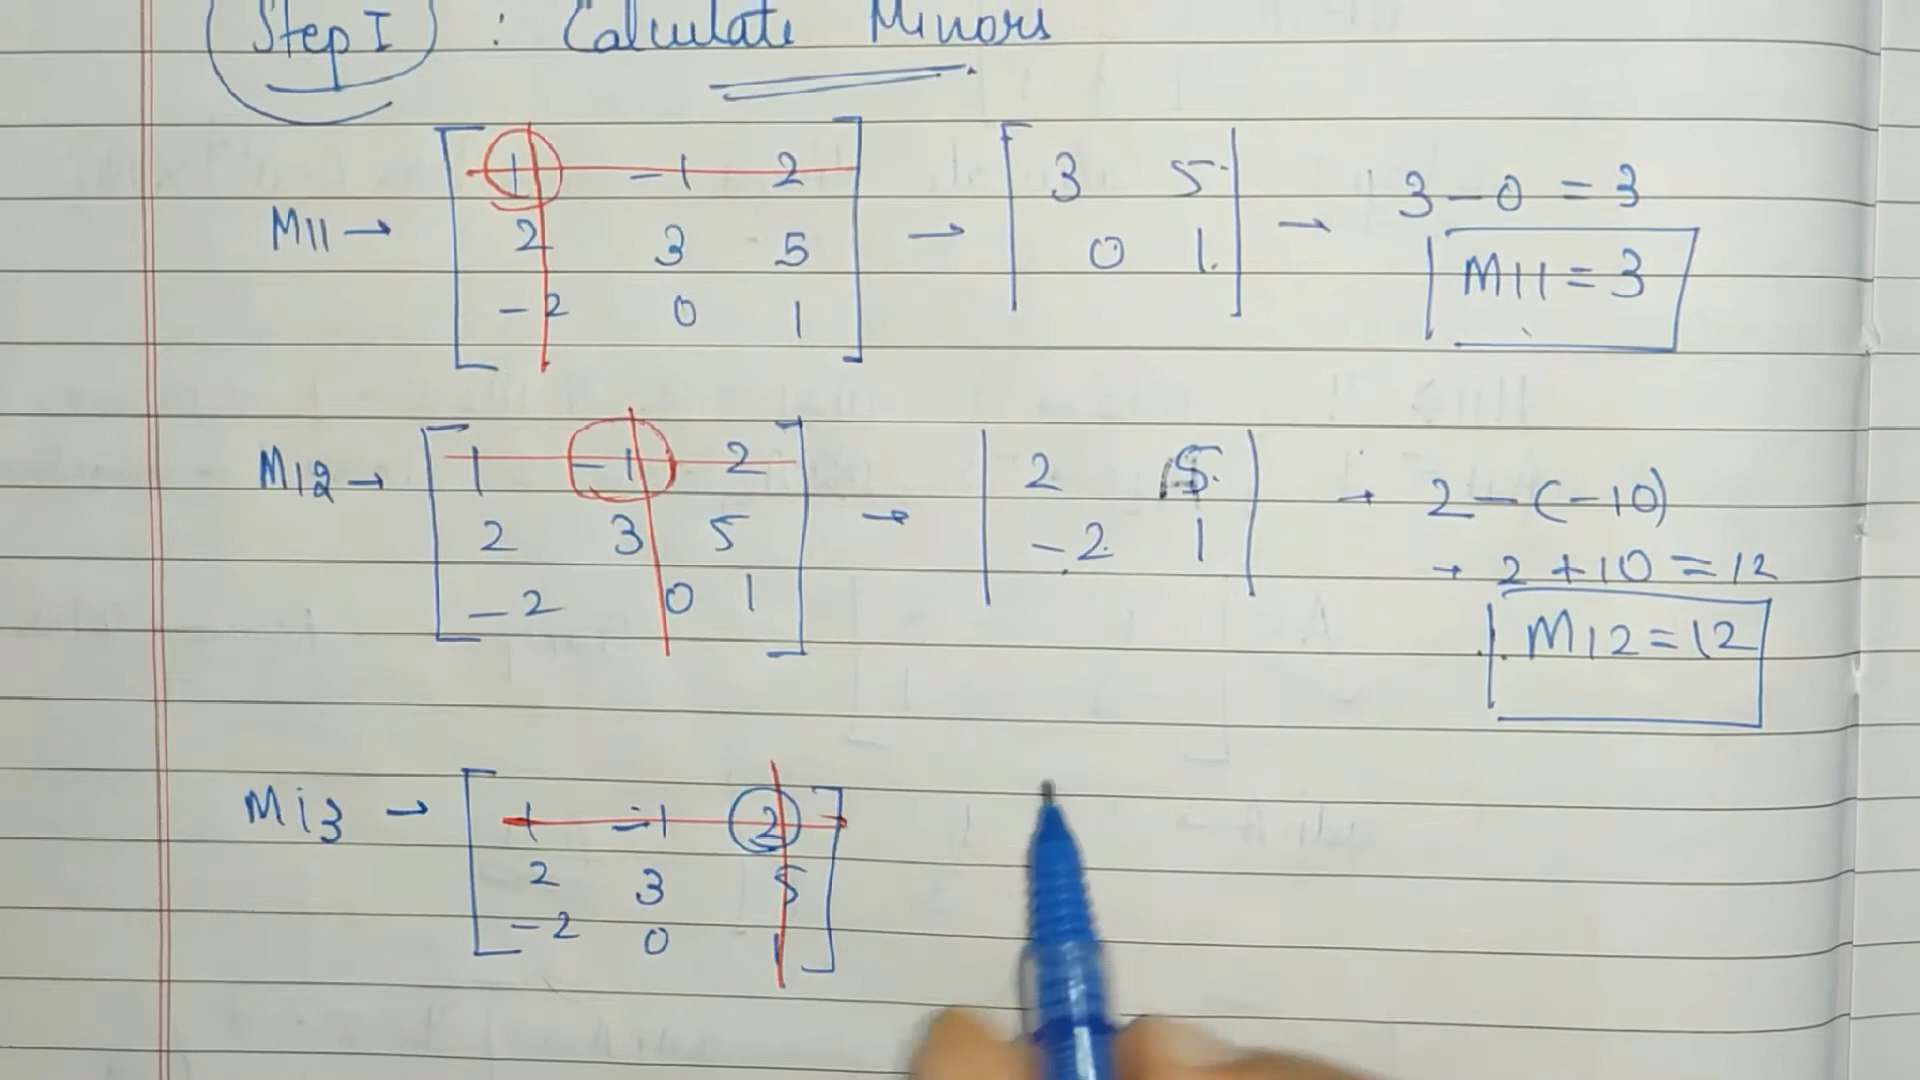 Step I : Calculate Minors
1 -1 2 3 5 3 - 0 = 3
M11 → 2 3 5 → 0 1 → M11 = 3
-2 0 1
M12 → 1 -1 2 → 2 5 → 2 - (-10)
2 3 5 -2 1 → 2 + 10 = 12
-2 0 1 M12 = 12
M13 → 1 -1 2
2 3 5
-2 0 1